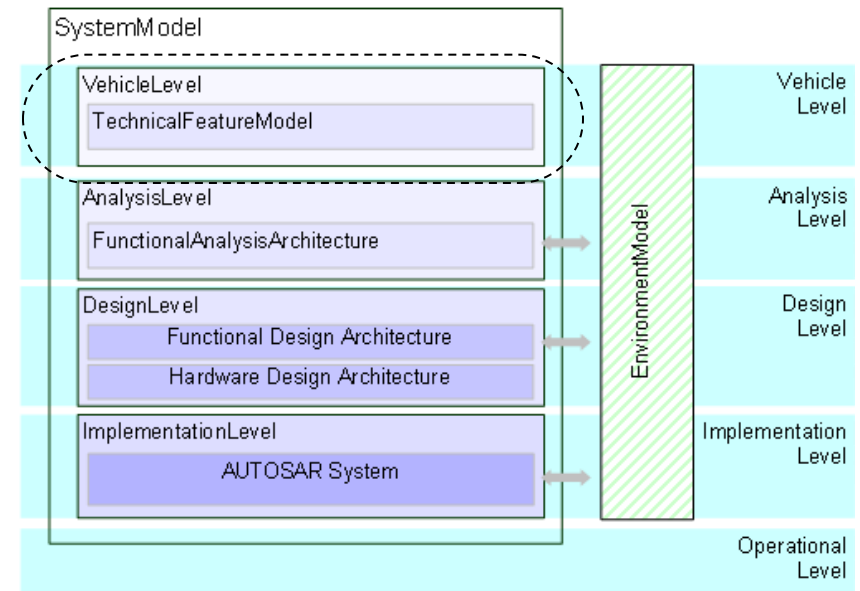 SystemModel
VehicleLevel
TechnicalFeatureModel
Vehicle
Level
AnalysisLevel
FunctionalAnalysisArchitecture
Analysis
Level
DesignLevel
Functional Design Architecture
Hardware Design Architecture
Design
Level
ImplementationLevel
AUTOSAR System
Implementation
Level
EnvironmentModel
Operational
Level